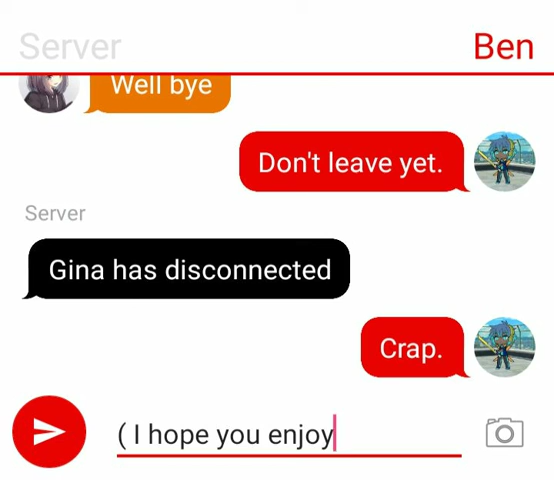 Server
Ben
Well bye
Don't leave yet.
Server
Gina has disconnected
Crap.
( I hope you enjoy